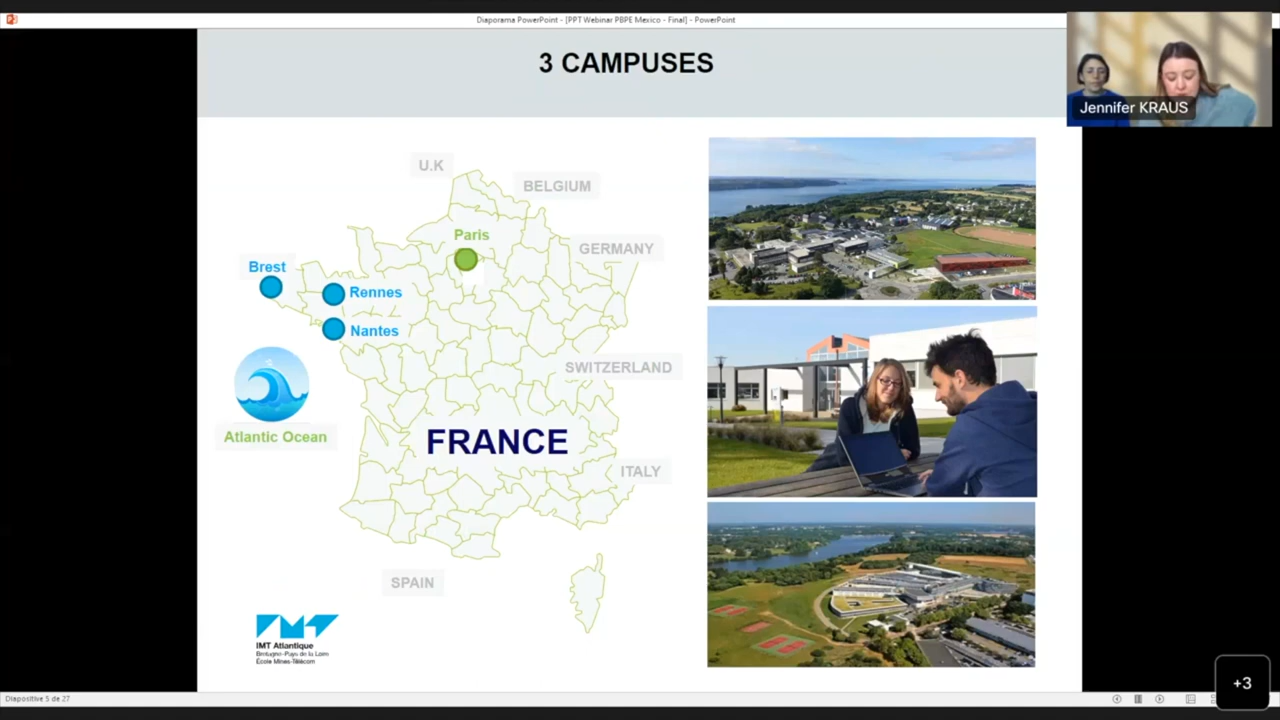 Diaporama PowerPoint - [PPT Webinar PBPE Mexico - Final] - PowerPoint
3 CAMPUSES
Jennifer KRAUS
U.K
BELGIUM
Paris
GERMANY
Brest
Rennes
Nantes
SWITZERLAND
Atlantic Ocean
FRANCE
ITALY
SPAIN
IMT Atlantique
Bretagne-Pays de la Loire
École Mines-Télécom
Diapositive 5 de 27
+3